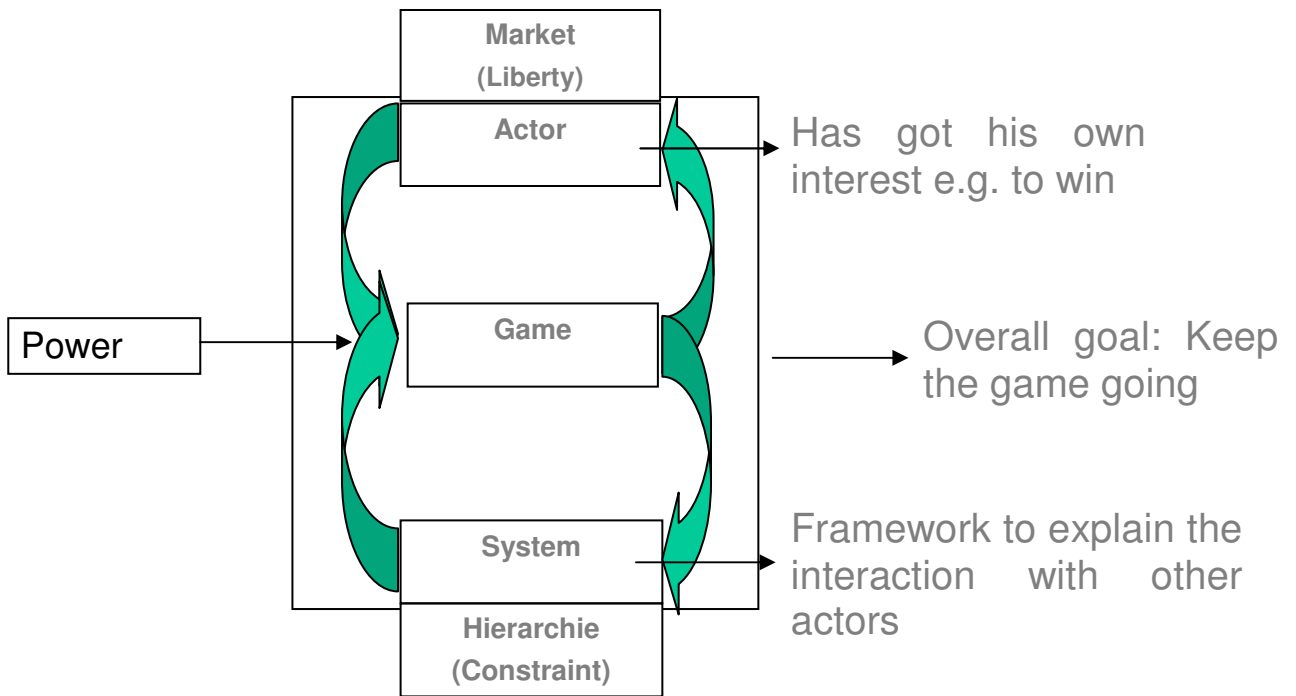 Market
(Liberty)
Actor
Has got his own
interest e.g. to win
Game
Power
Overall goal: Keep
the game going
System
Framework to explain the
interaction with other
actors
Hierarchie
(Constraint)